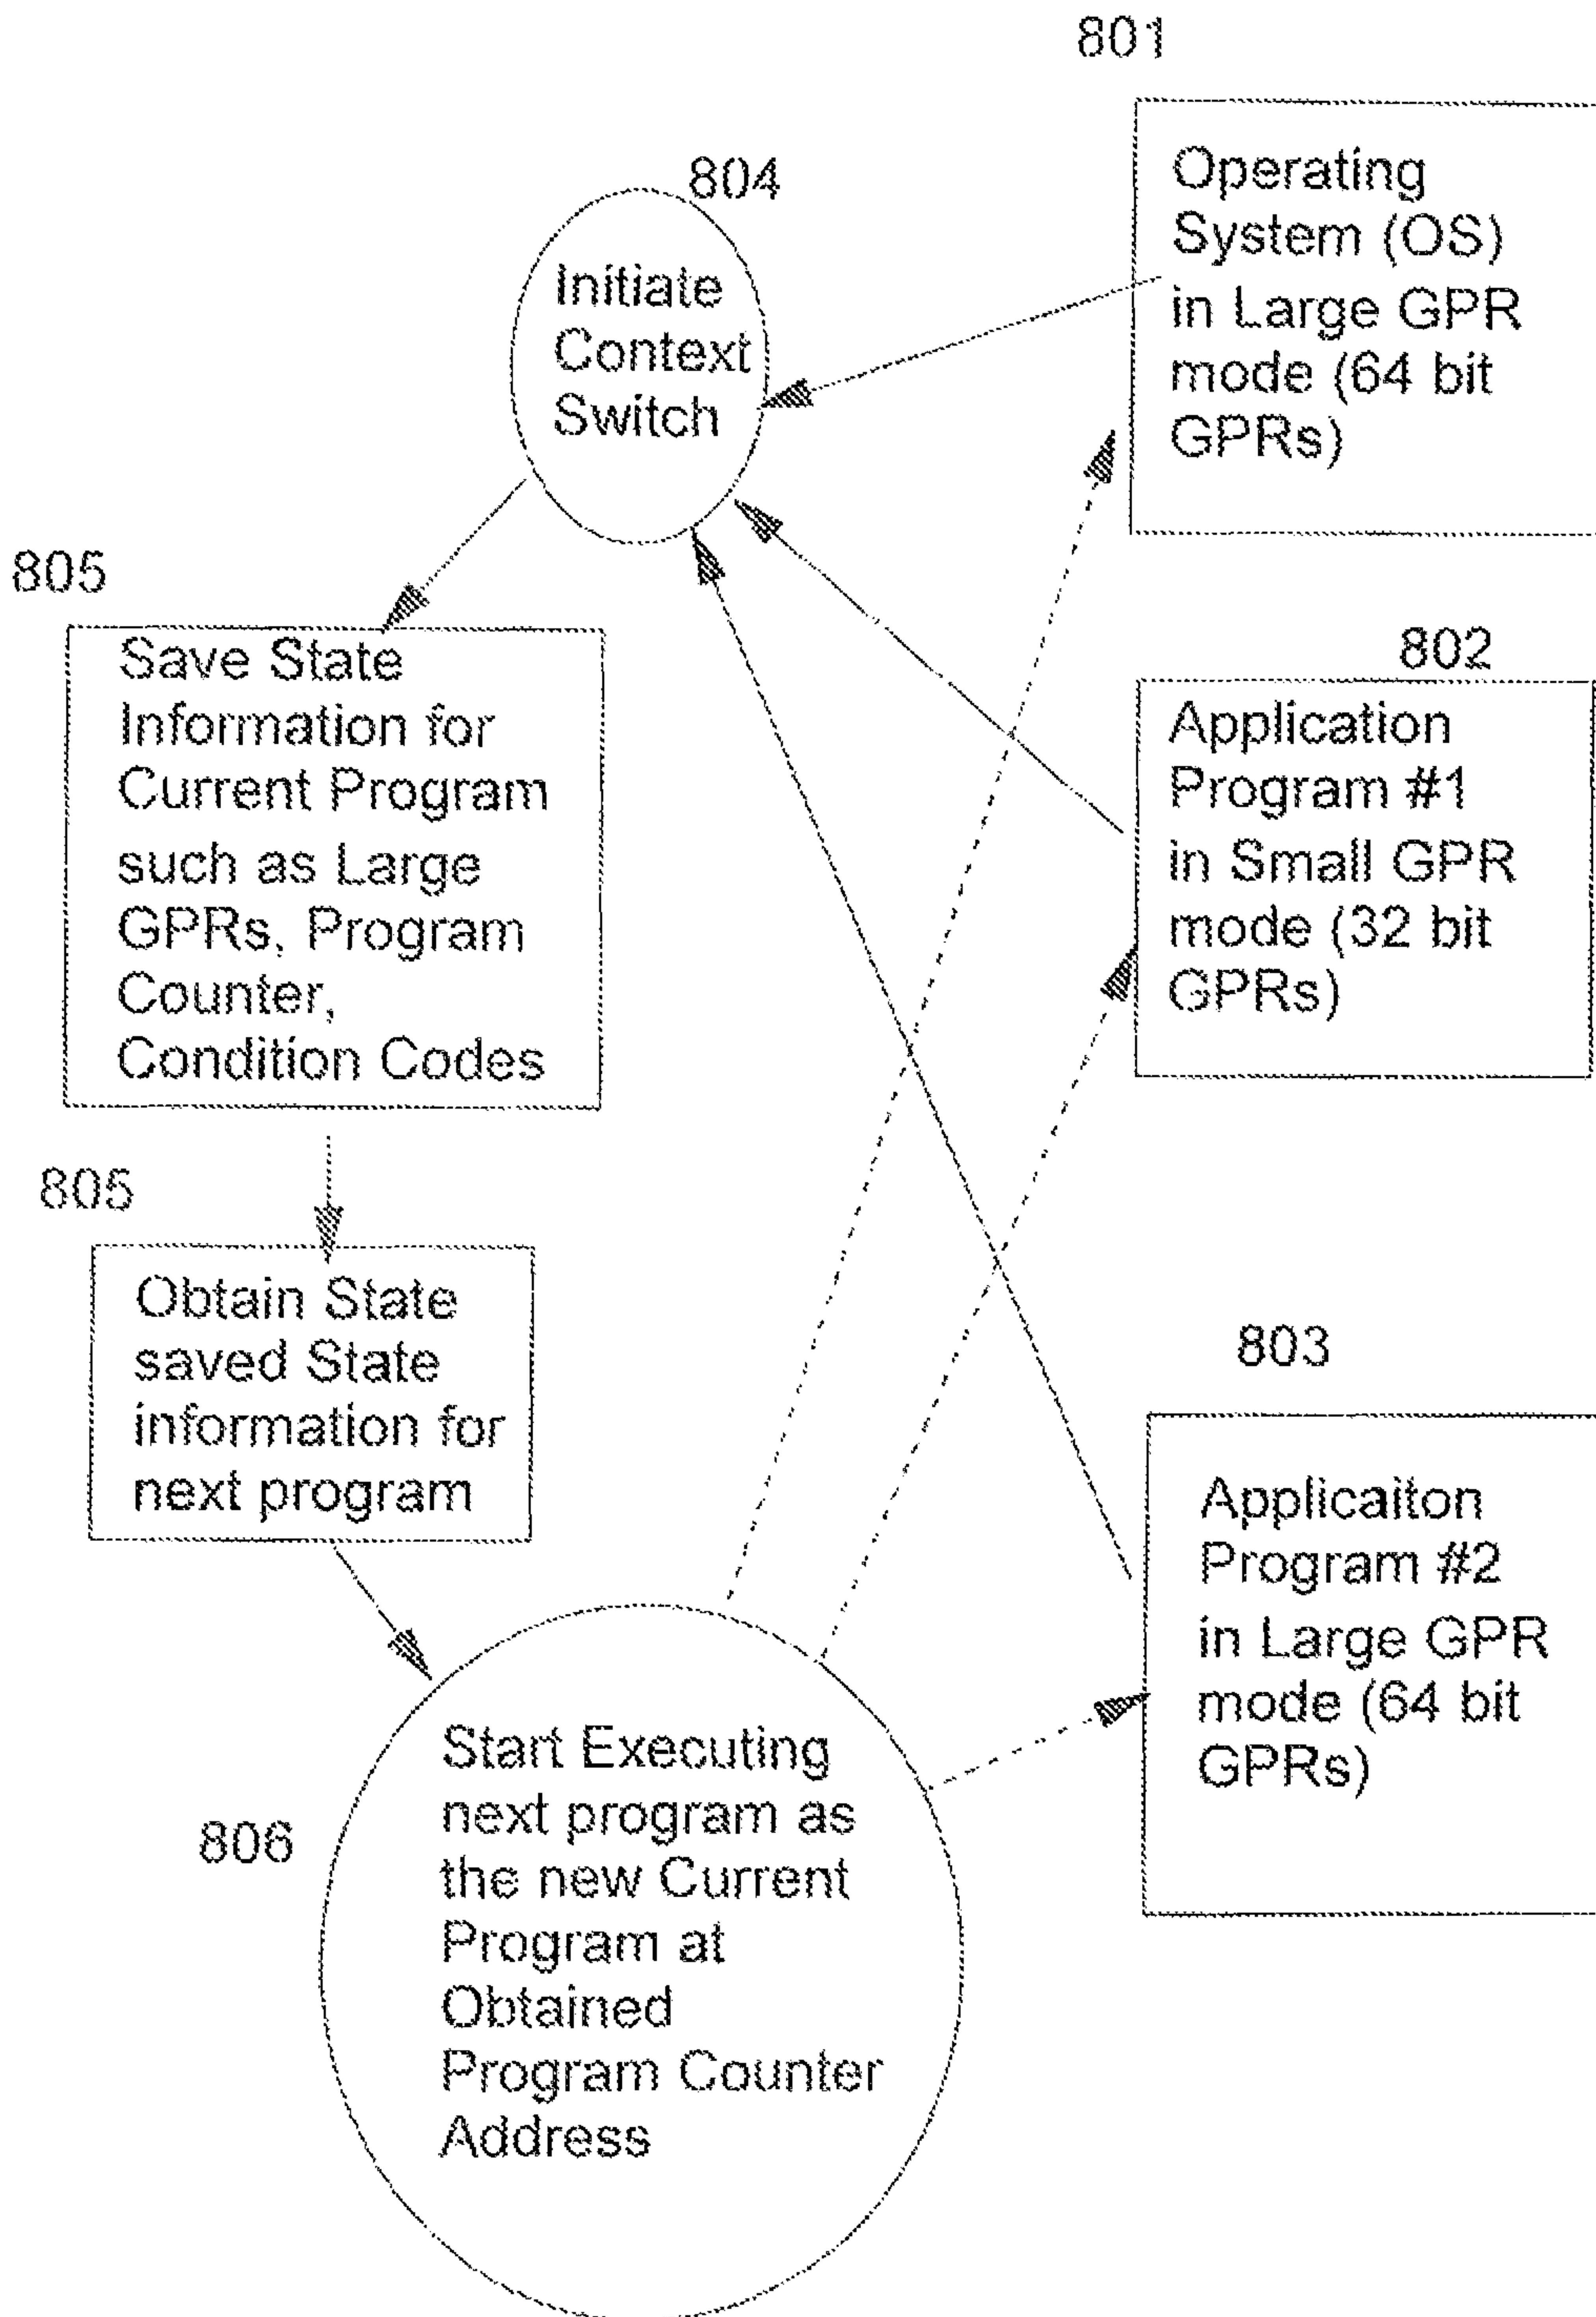 801
Operating
System (OS)
in Large GPR
mode (64 bit
GPRs)
804
Initiate
Context
Switch
805
Save State
Information for
Current Program
such as Large
GPRs, Program
Counter,
Condition Codes
802
Application
Program #1
in Small GPR
mode (32 bit
GPRs)
805
Obtain State
saved State
information for
next program
803
Applicaiton
Program #2
in Large GPR
mode (64 bit
GPRs)
806
Start Executing
next program as
the new Current
Program at
Obtained
Program Counter
Address